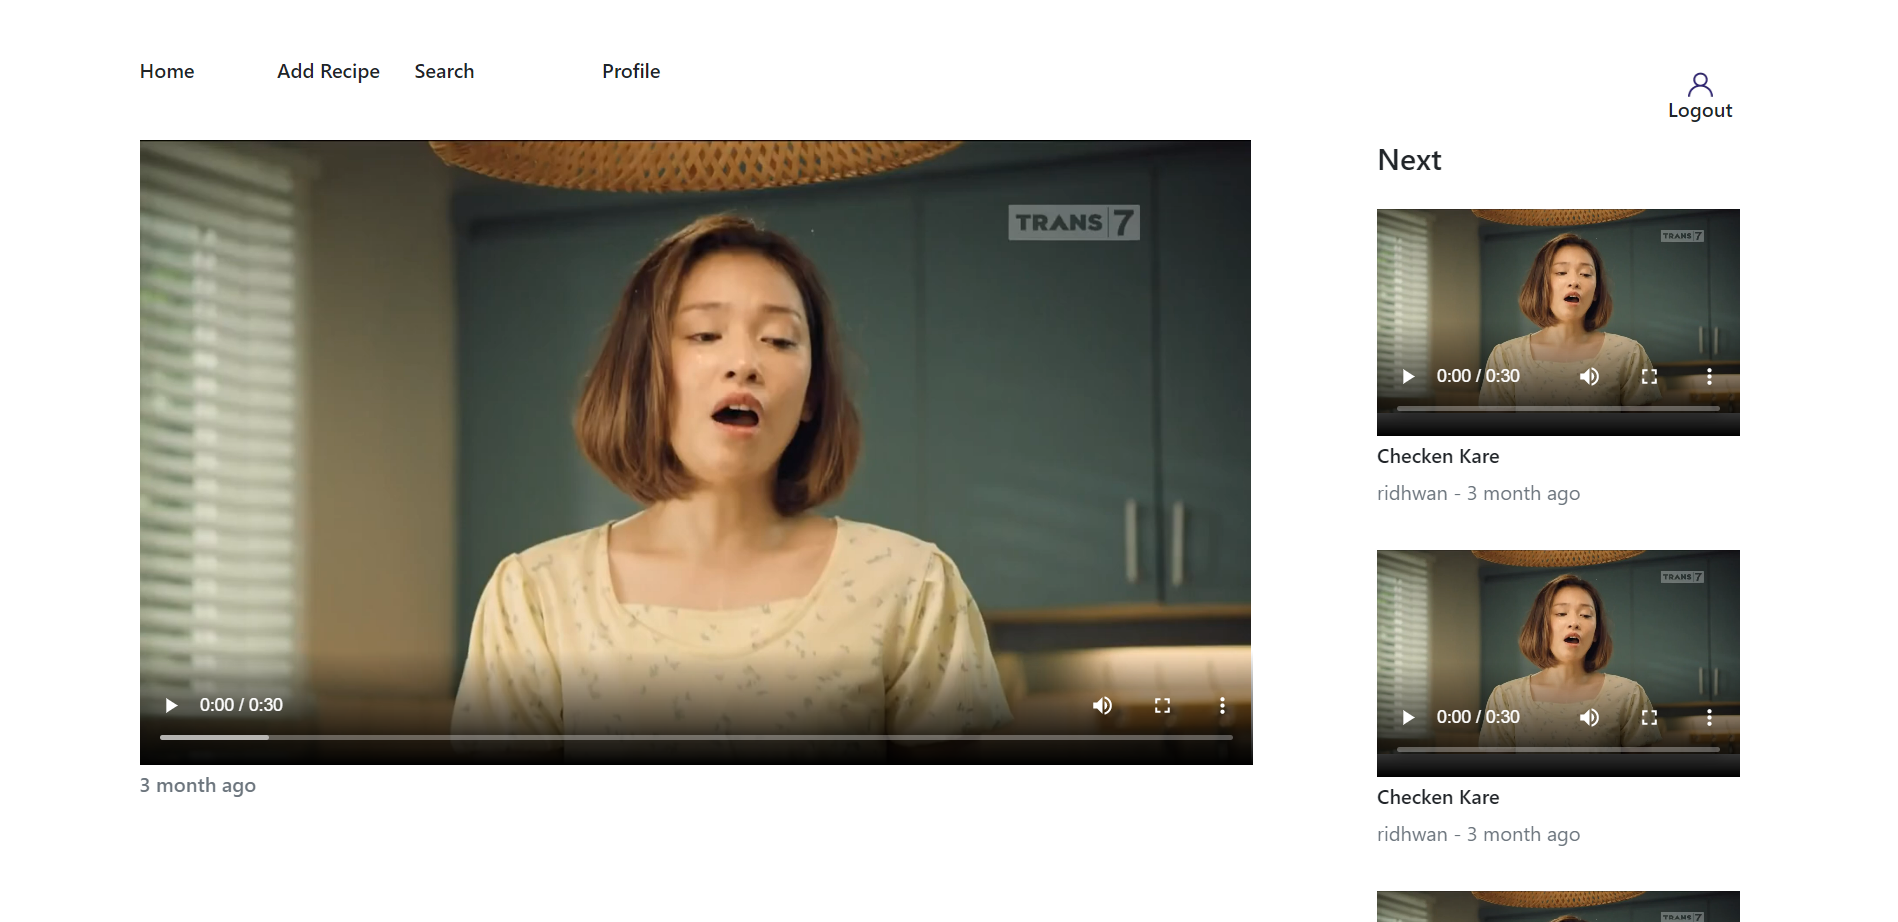 Home
Add Recipe
Search
Profile
Logout
TRANS|7
0:00 / 0:30
3 month ago
Next
TRANS|7
0:00 / 0:30
Checken Kare
ridhwan - 3 month ago
TRANS|7
0:00 / 0:30
Checken Kare
ridhwan - 3 month ago
TRANS|7